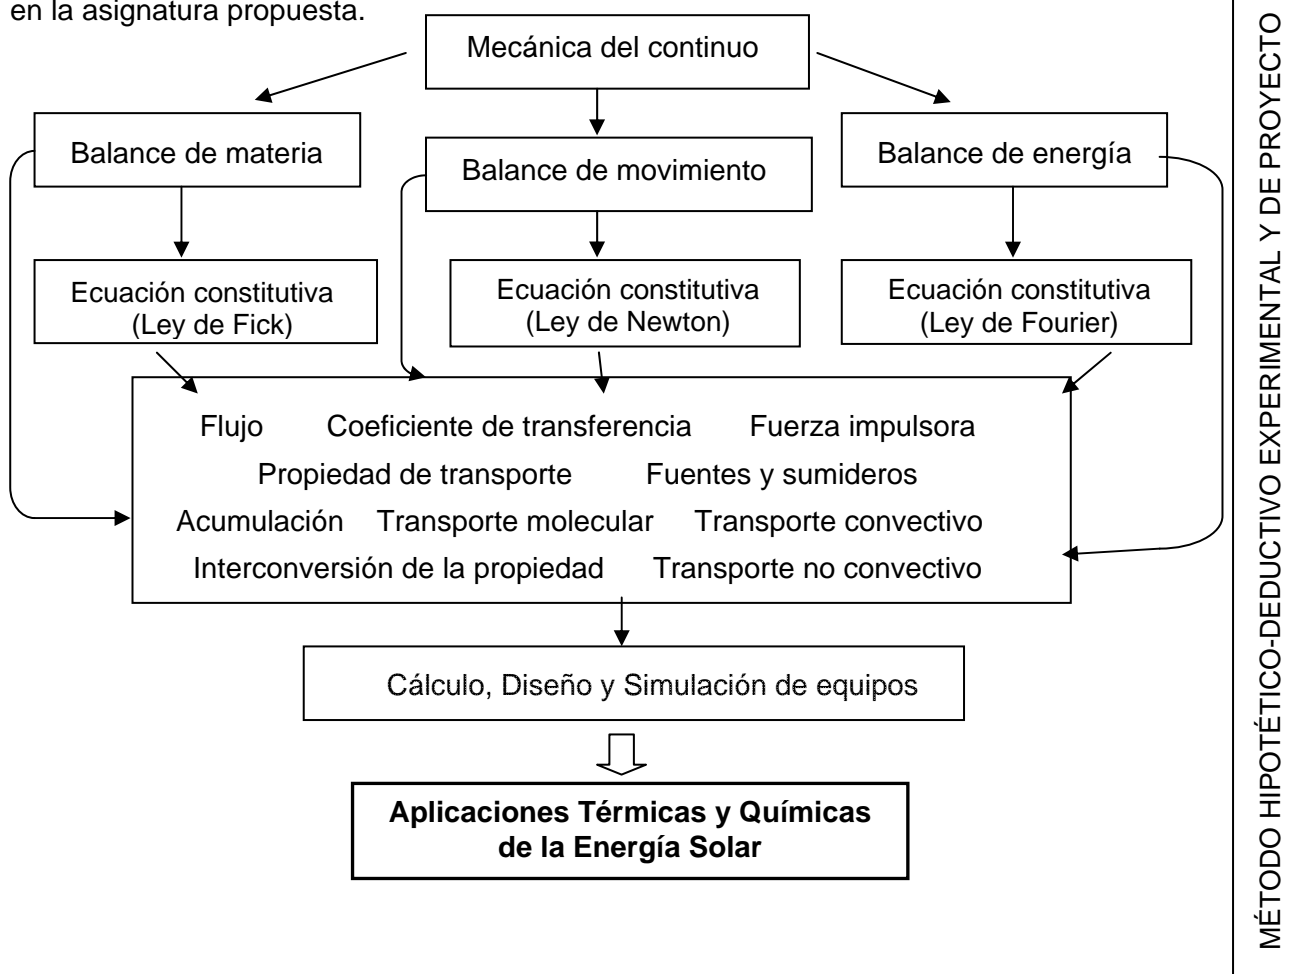 en la asignatura propuesta.
Mecánica del continuo
Balance de materia
Balance de movimiento
Balance de energía
Ecuación constitutiva
(Ley de Fick)
Ecuación constitutiva
(Ley de Newton)
Ecuación constitutiva
(Ley de Fourier)
Flujo Coeficiente de transferencia Fuerza impulsora
Propiedad de transporte Fuentes y sumideros
Acumulación Transporte molecular Transporte convectivo
Interconversión de la propiedad Transporte no convectivo
Cálculo, Diseño y Simulación de equipos
Aplicaciones Térmicas y Químicas
de la Energía Solar
MÉTODO HIPOTÉTICO-DEDUCTIVO EXPERIMENTAL Y DE PROYECTO